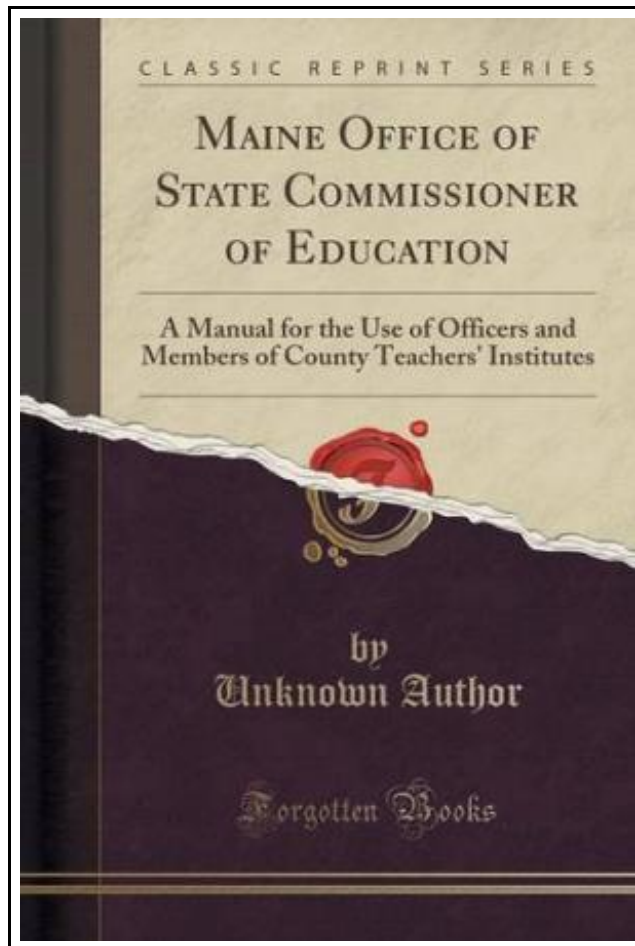 CLASSIC REPRINT SERIES
MAINE OFFICE OF
STATE COMMISSIONER
OF EDUCATION
A Manual for the Use of Officers and
Members of County Teachers' Institutes
by
Unknown Author
Forgotten Books